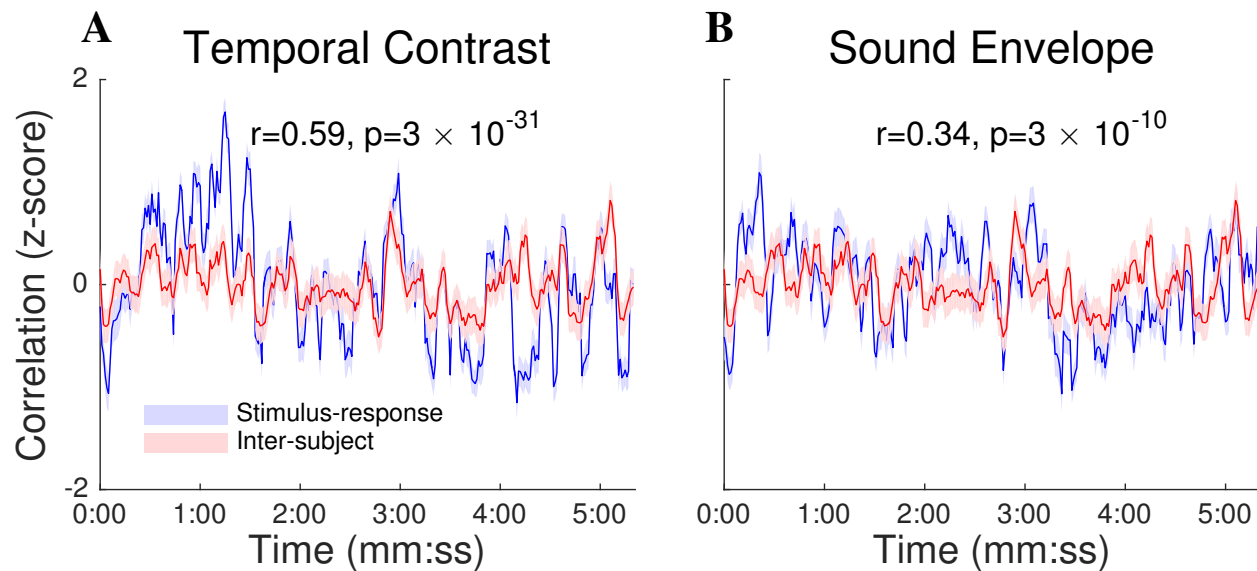 A
Temporal Contrast
B
Sound Envelope
r=0.59, p=3 × 10^-31
r=0.34, p=3 × 10^-10
Correlation (z-score)
2
0
-2
Stimulus-response
Inter-subject
0:00 1:00 2:00 3:00 4:00 5:00
Time (mm:ss)
0:00 1:00 2:00 3:00 4:00 5:00
Time (mm:ss)